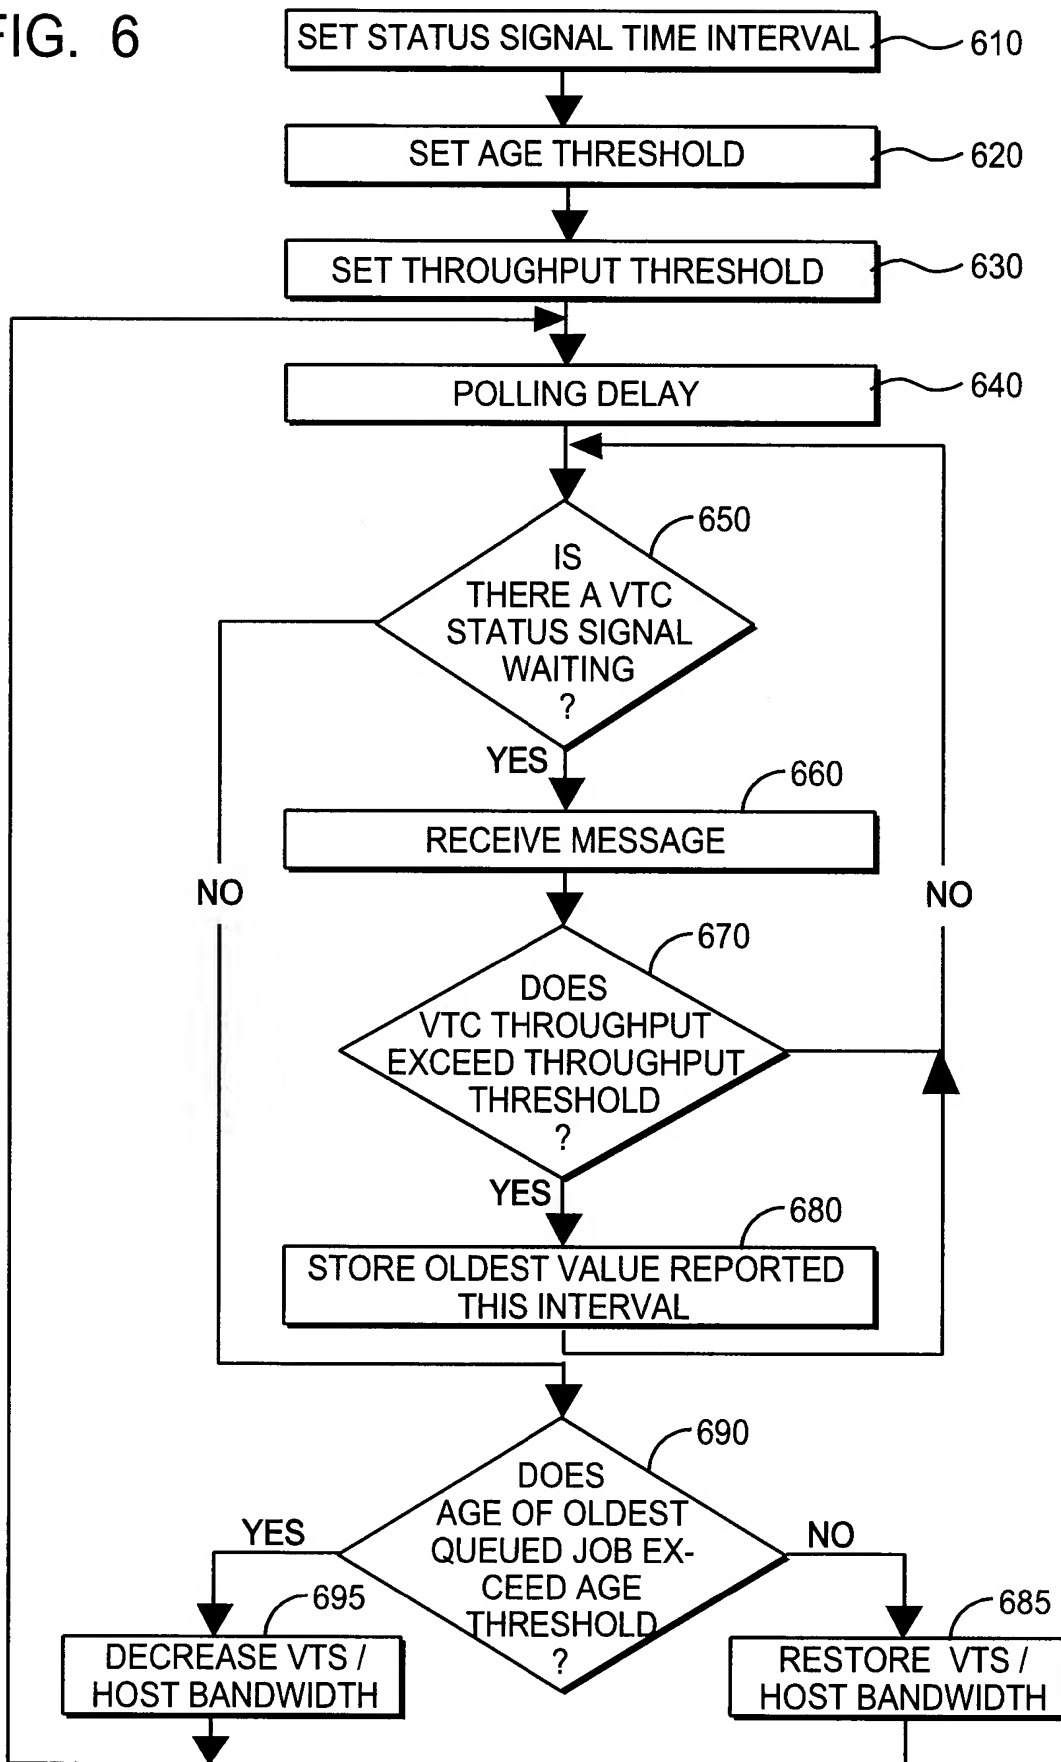 FIG. 6
SET STATUS SIGNAL TIME INTERVAL
610
SET AGE THRESHOLD
620
SET THROUGHPUT THRESHOLD
630
POLLING DELAY
640
650
IS
THERE A VTC
STATUS SIGNAL
WAITING
?
YES
660
RECEIVE MESSAGE
NO
NO
670
DOES
VTC THROUGHPUT
EXCEED THROUGHPUT
THRESHOLD
?
YES
680
STORE OLDEST VALUE REPORTED
THIS INTERVAL
690
DOES
AGE OF OLDEST
QUEUED JOB EX-
CEED AGE
THRESHOLD
?
YES
NO
695
DECREASE VTS /
HOST BANDWIDTH
685
RESTORE VTS /
HOST BANDWIDTH